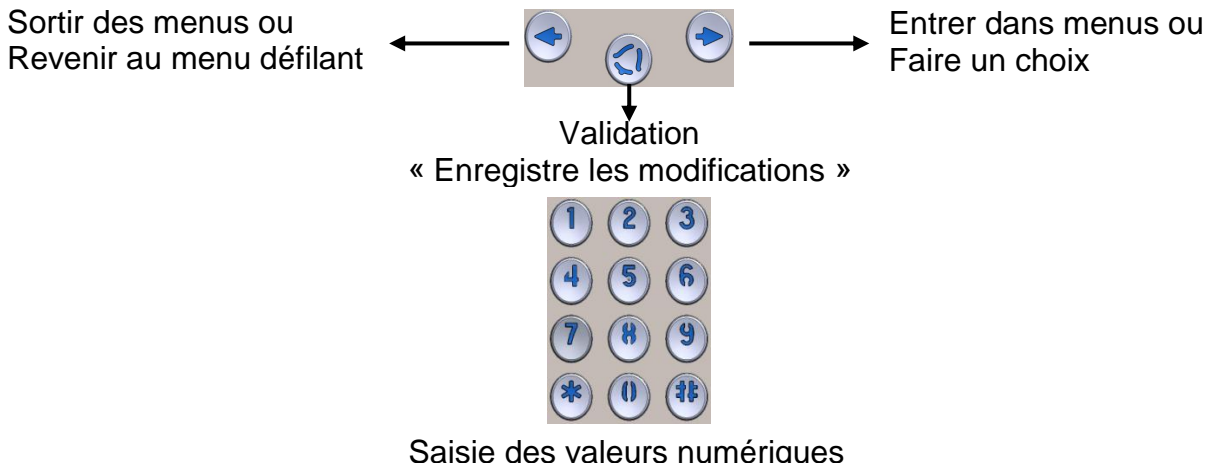 Sortir des menus ou
Revenir au menu défilant
Entrer dans menus ou
Faire un choix
Validation
« Enregistre les modifications »
1 2 3
4 5 6
7 8 9
* 0 #
Saisie des valeurs numériques